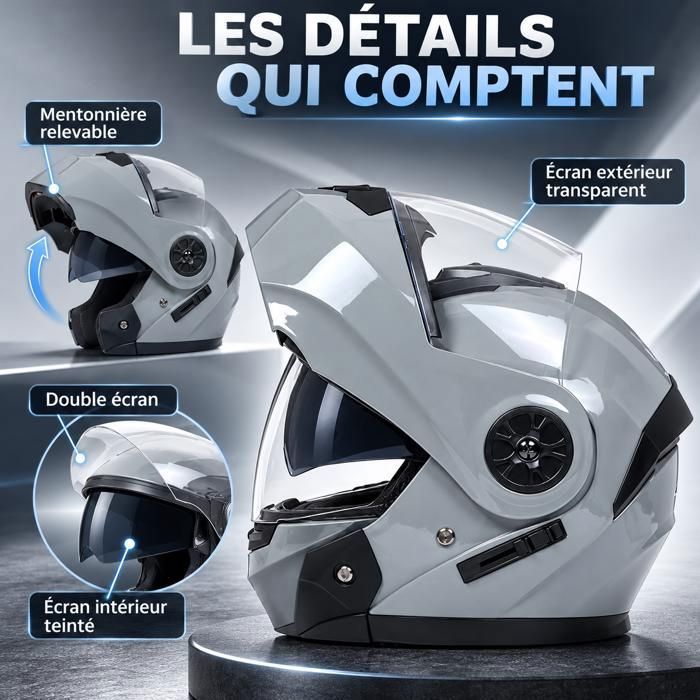 LES DÉTAILS
QUI COMPTENT
Mentonnière
relevable
Écran extérieur
transparent
Double écran
Écran intérieur
teinté